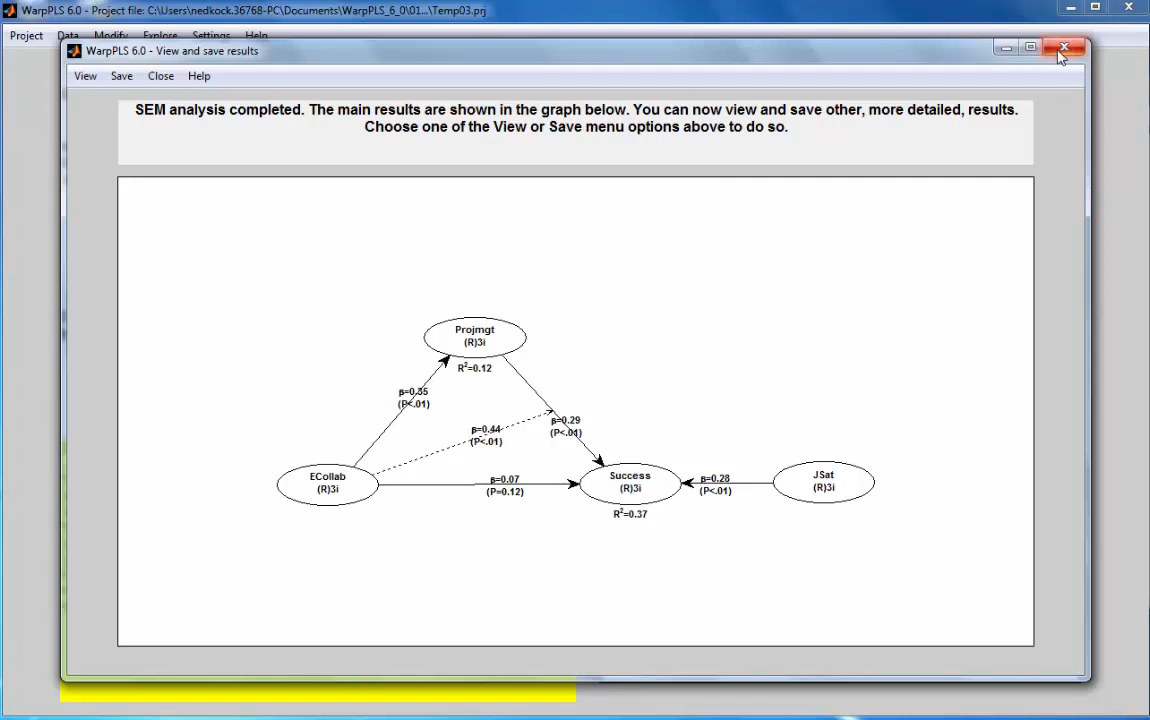 WarpPLS 6.0 - Project file: C:\Users\nedkock.36768-PC\Documents\WarpPLS_6_0\01...\Temp03.prj
Project Data Modify Explore Settings Help
WarpPLS 6.0 - View and save results
View Save Close Help
SEM analysis completed. The main results are shown in the graph below. You can now view and save other, more detailed, results.
Choose one of the View or Save menu options above to do so.
Projmgt
(R)3i
R²=0.12
β=0.35
(P<.01)
β=0.29
(P<.01)
β=0.44
(P<.01)
ECollab
(R)3i
β=0.07
(P=0.12)
Success
(R)3i
R²=0.37
β=0.28
(P<.01)
JSat
(R)3i